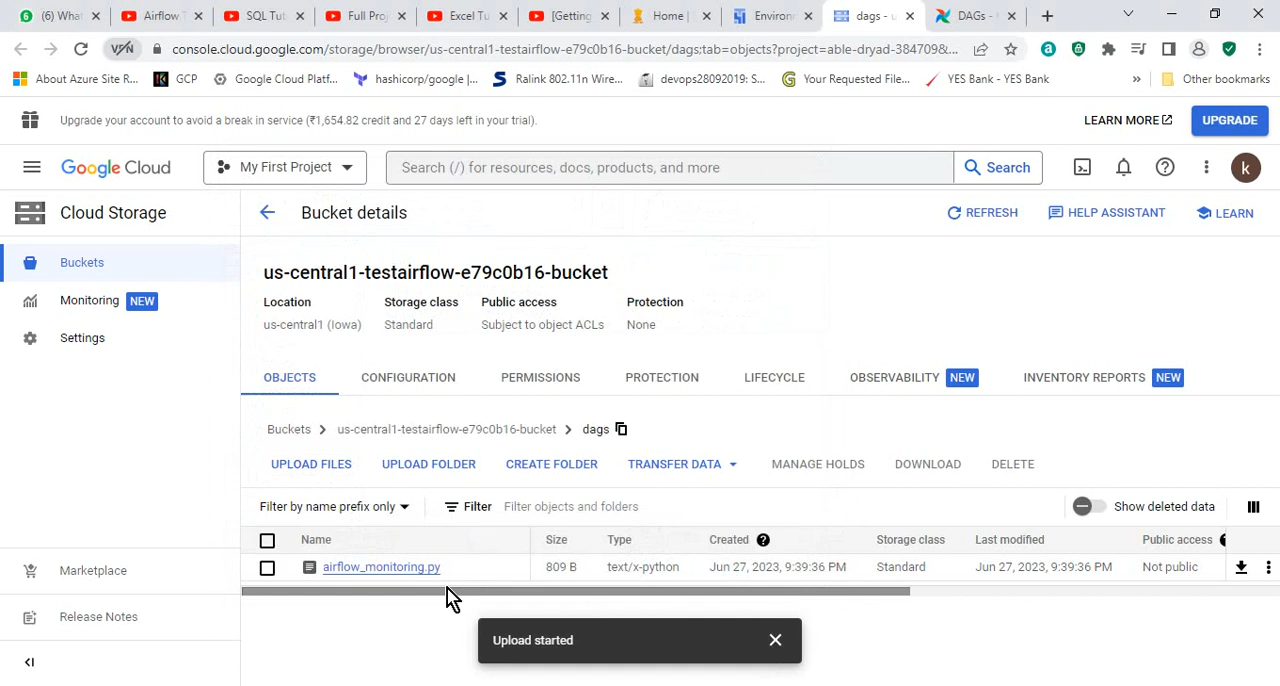 (6) What
Airflow T
SQL Tut
Full Pro
Excel Tu
[Getting
Home |
Environ
dags - u
DAGs -
VPN
console.cloud.google.com/storage/browser/us-central1-testairflow-e79c0b16-bucket/dags;tab=objects?project=able-dryad-384709&...
About Azure Site R...
GCP
Google Cloud Platf...
hashicorp/google |...
Ralink 802.11n Wire...
devops28062019: S...
Your Requested File...
YES Bank - YES Bank
»
Other bookmarks
Upgrade your account to avoid a break in service (₹1,654.82 credit and 27 days left in your trial).
LEARN MORE
UPGRADE
Google Cloud
My First Project
Search (/) for resources, docs, products, and more
Search
k
Cloud Storage
Bucket details
REFRESH
HELP ASSISTANT
LEARN
Buckets
Monitoring NEW
Settings
us-central1-testairflow-e79c0b16-bucket
Location
Storage class
Public access
Protection
us-central1 (Iowa)
Standard
Subject to object ACLs
None
OBJECTS
CONFIGURATION
PERMISSIONS
PROTECTION
LIFECYCLE
OBSERVABILITY NEW
INVENTORY REPORTS NEW
Buckets > us-central1-testairflow-e79c0b16-bucket > dags
UPLOAD FILES
UPLOAD FOLDER
CREATE FOLDER
TRANSFER DATA
MANAGE HOLDS
DOWNLOAD
DELETE
Filter by name prefix only
Filter
Filter objects and folders
Show deleted data
Name
Size
Type
Created
Storage class
Last modified
Public access
airflow_monitoring.py
809 B
text/x-python
Jun 27, 2023, 9:39:36 PM
Standard
Jun 27, 2023, 9:39:36 PM
Not public
Marketplace
Release Notes
Upload started